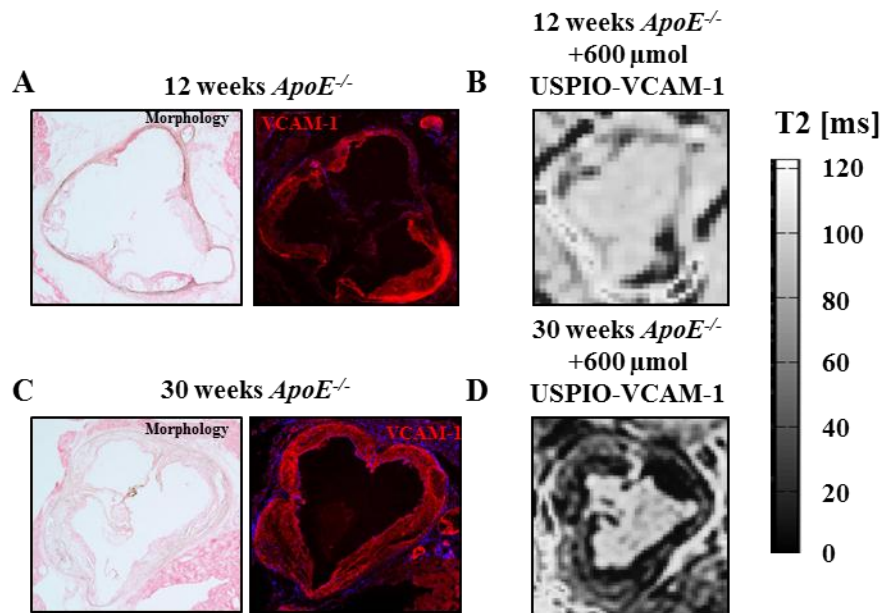 A
12 weeks ApoE-/-
Morphology
VCAM-1
B
12 weeks ApoE-/-
+600 µmol
USPIO-VCAM-1
T2 [ms]
120
100
80
60
40
20
0
C
30 weeks ApoE-/-
Morphology
VCAM-1
D
30 weeks ApoE-/-
+600 µmol
USPIO-VCAM-1